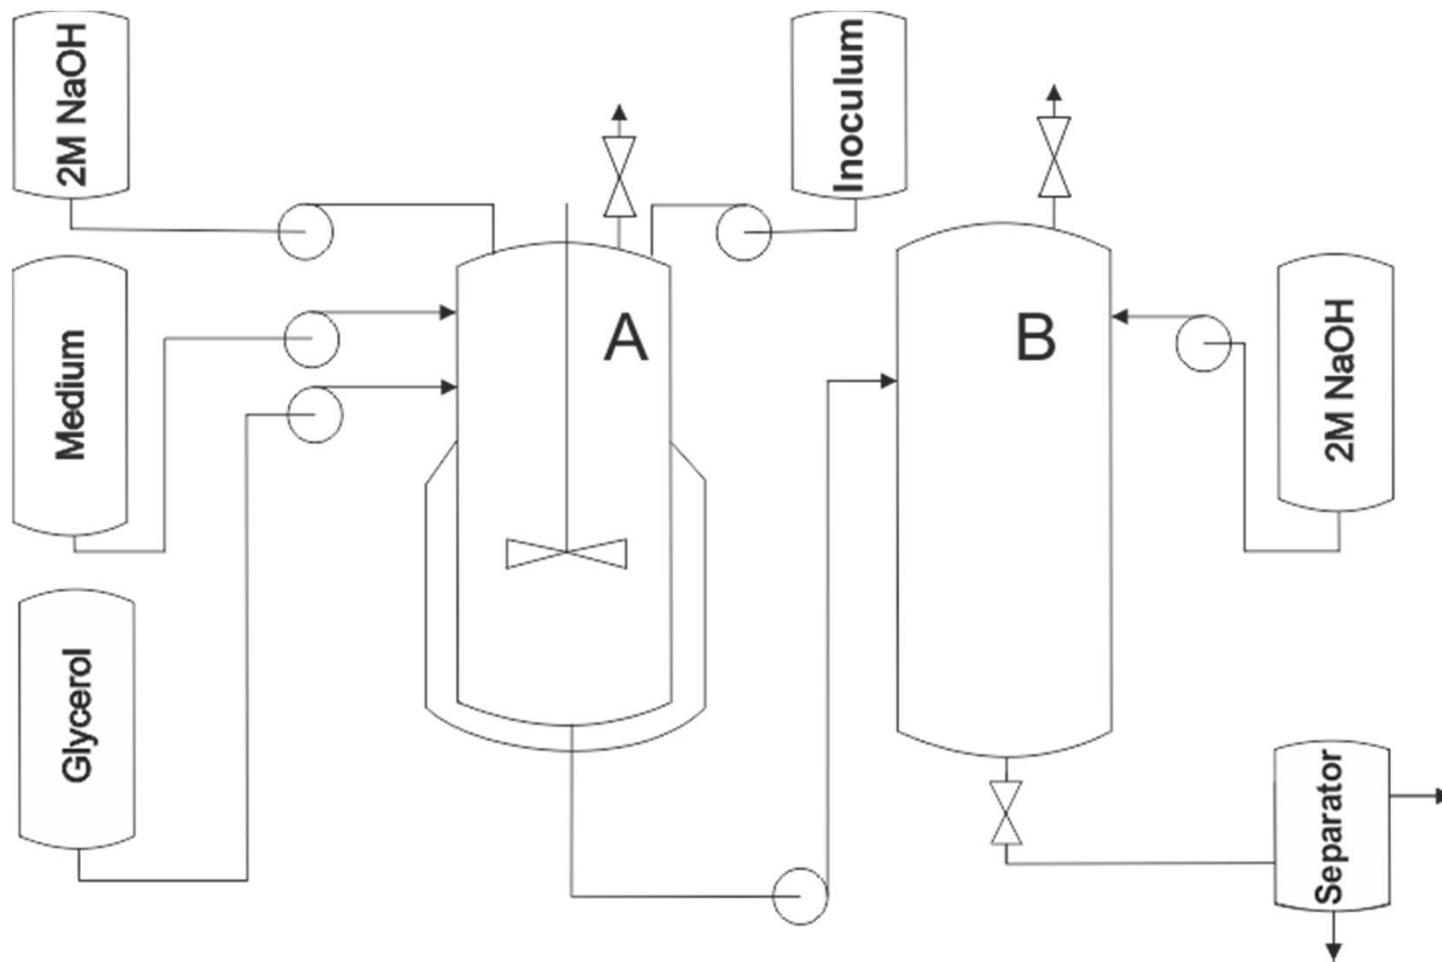 2M NaOH
Inoculum
Medium
A
B
2M NaOH
Glycerol
Separator